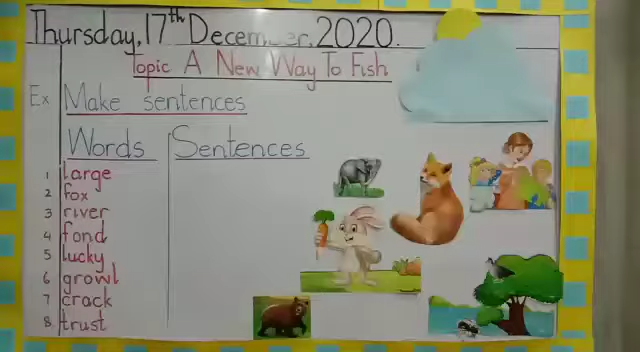 Thursday, 17th December, 2020.
Topic A New Way To Fish
Ex Make sentences
Words Sentences
1 large
2 fox
3 river
4 fond
5 lucky
6 growl
7 crack
8 trust